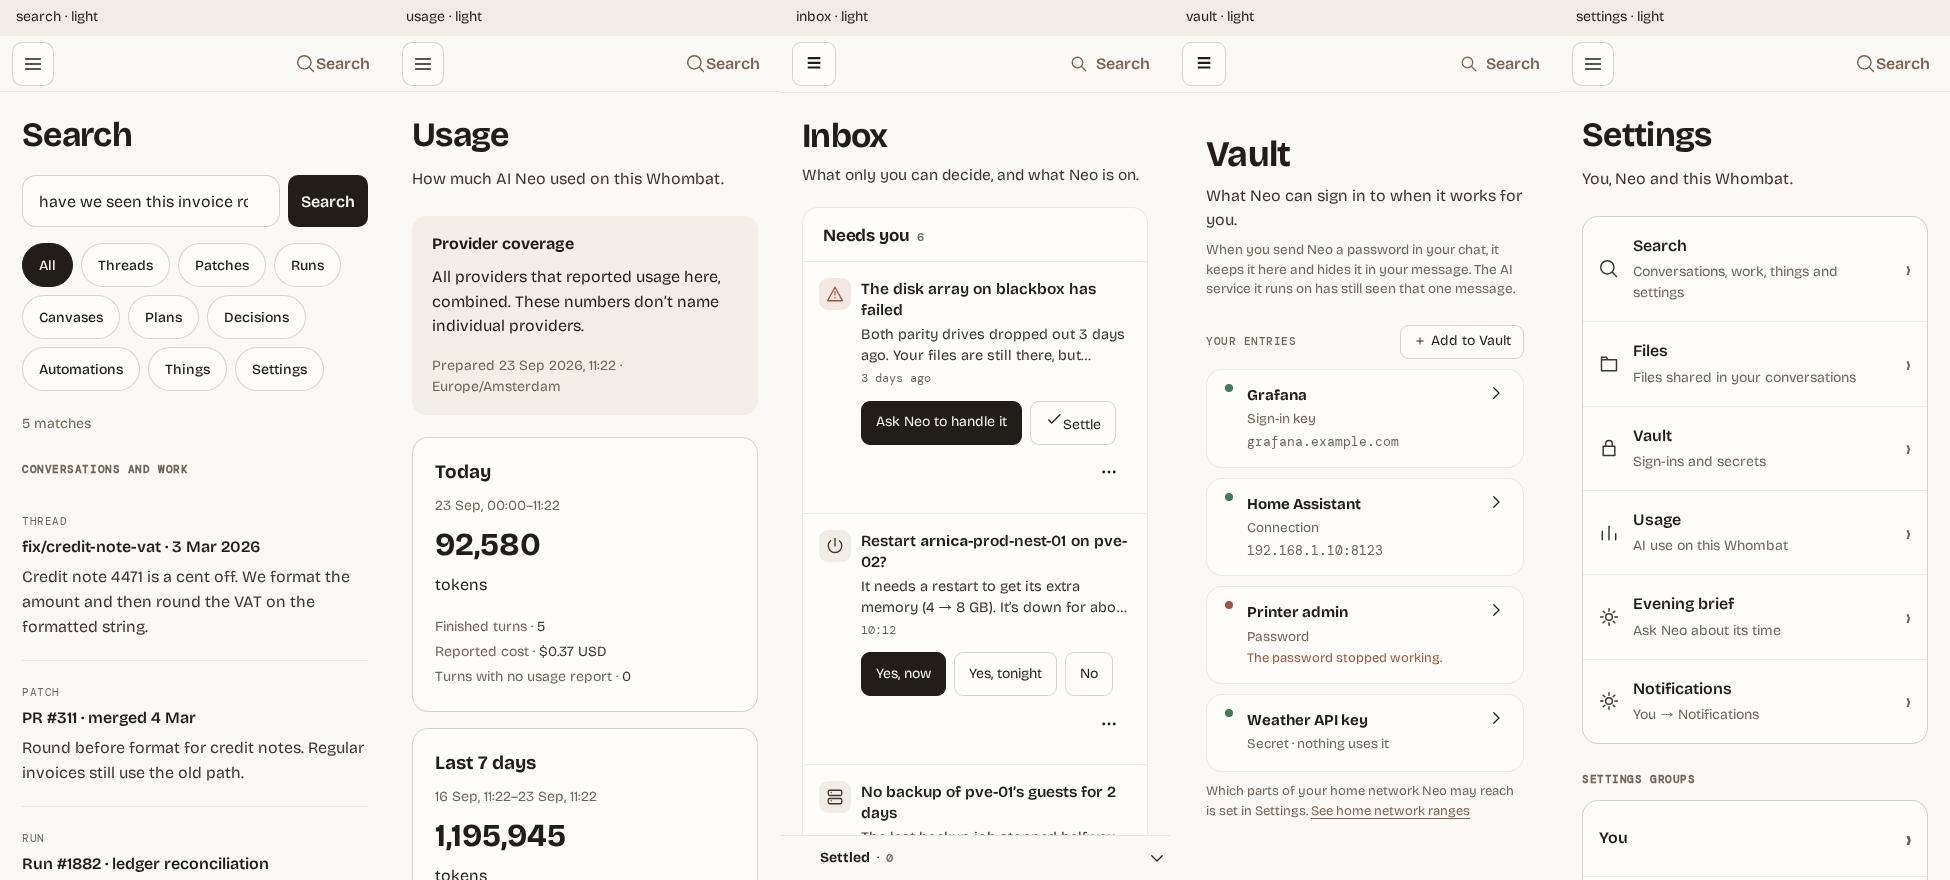 search · light
Search
Search
have we seen this invoice ro
Search
All
Threads
Patches
Runs
Canvases
Plans
Decisions
Automations
Things
Settings
5 matches
CONVERSATIONS AND WORK
THREAD
fix/credit-note-vat · 3 Mar 2026
Credit note 4471 is a cent off. We format the
amount and then round the VAT on the
formatted string.
PATCH
PR #311 · merged 4 Mar
Round before format for credit notes. Regular
invoices still use the old path.
RUN
Run #1882 · ledger reconciliation
usage · light
Search
Usage
How much AI Neo used on this Whombat.
Provider coverage
All providers that reported usage here,
combined. These numbers don’t name
individual providers.
Prepared 23 Sep 2026, 11:22 ·
Europe/Amsterdam
Today
23 Sep, 00:00–11:22
92,580
tokens
Finished turns · 5
Reported cost · $0.37 USD
Turns with no usage report · 0
Last 7 days
16 Sep, 11:22–23 Sep, 11:22
1,195,945
tokens
inbox · light
Search
Inbox
What only you can decide, and what Neo is on.
Needs you 6
The disk array on blackbox has
failed
Both parity drives dropped out 3 days
ago. Your files are still there, but…
3 days ago
Ask Neo to handle it
Settle
Restart arnica-prod-nest-01 on pve-
02?
It needs a restart to get its extra
memory (4 → 8 GB). It’s down for abo…
10:12
Yes, now
Yes, tonight
No
No backup of pve-01’s guests for 2
days
The last backup job stopped halfway
Settled · 0
vault · light
Search
Vault
What Neo can sign in to when it works for
you.
When you send Neo a password in your chat, it
keeps it here and hides it in your message. The AI
service it runs on has still seen that one message.
YOUR ENTRIES
+ Add to Vault
Grafana
Sign-in key
grafana.example.com
Home Assistant
Connection
192.168.1.10:8123
Printer admin
Password
The password stopped working.
Weather API key
Secret · nothing uses it
Which parts of your home network Neo may reach
is set in Settings. See home network ranges
settings · light
Search
Settings
You, Neo and this Whombat.
Search
Conversations, work, things and
settings
Files
Files shared in your conversations
Vault
Sign-ins and secrets
Usage
AI use on this Whombat
Evening brief
Ask Neo about its time
Notifications
You → Notifications
SETTINGS GROUPS
You